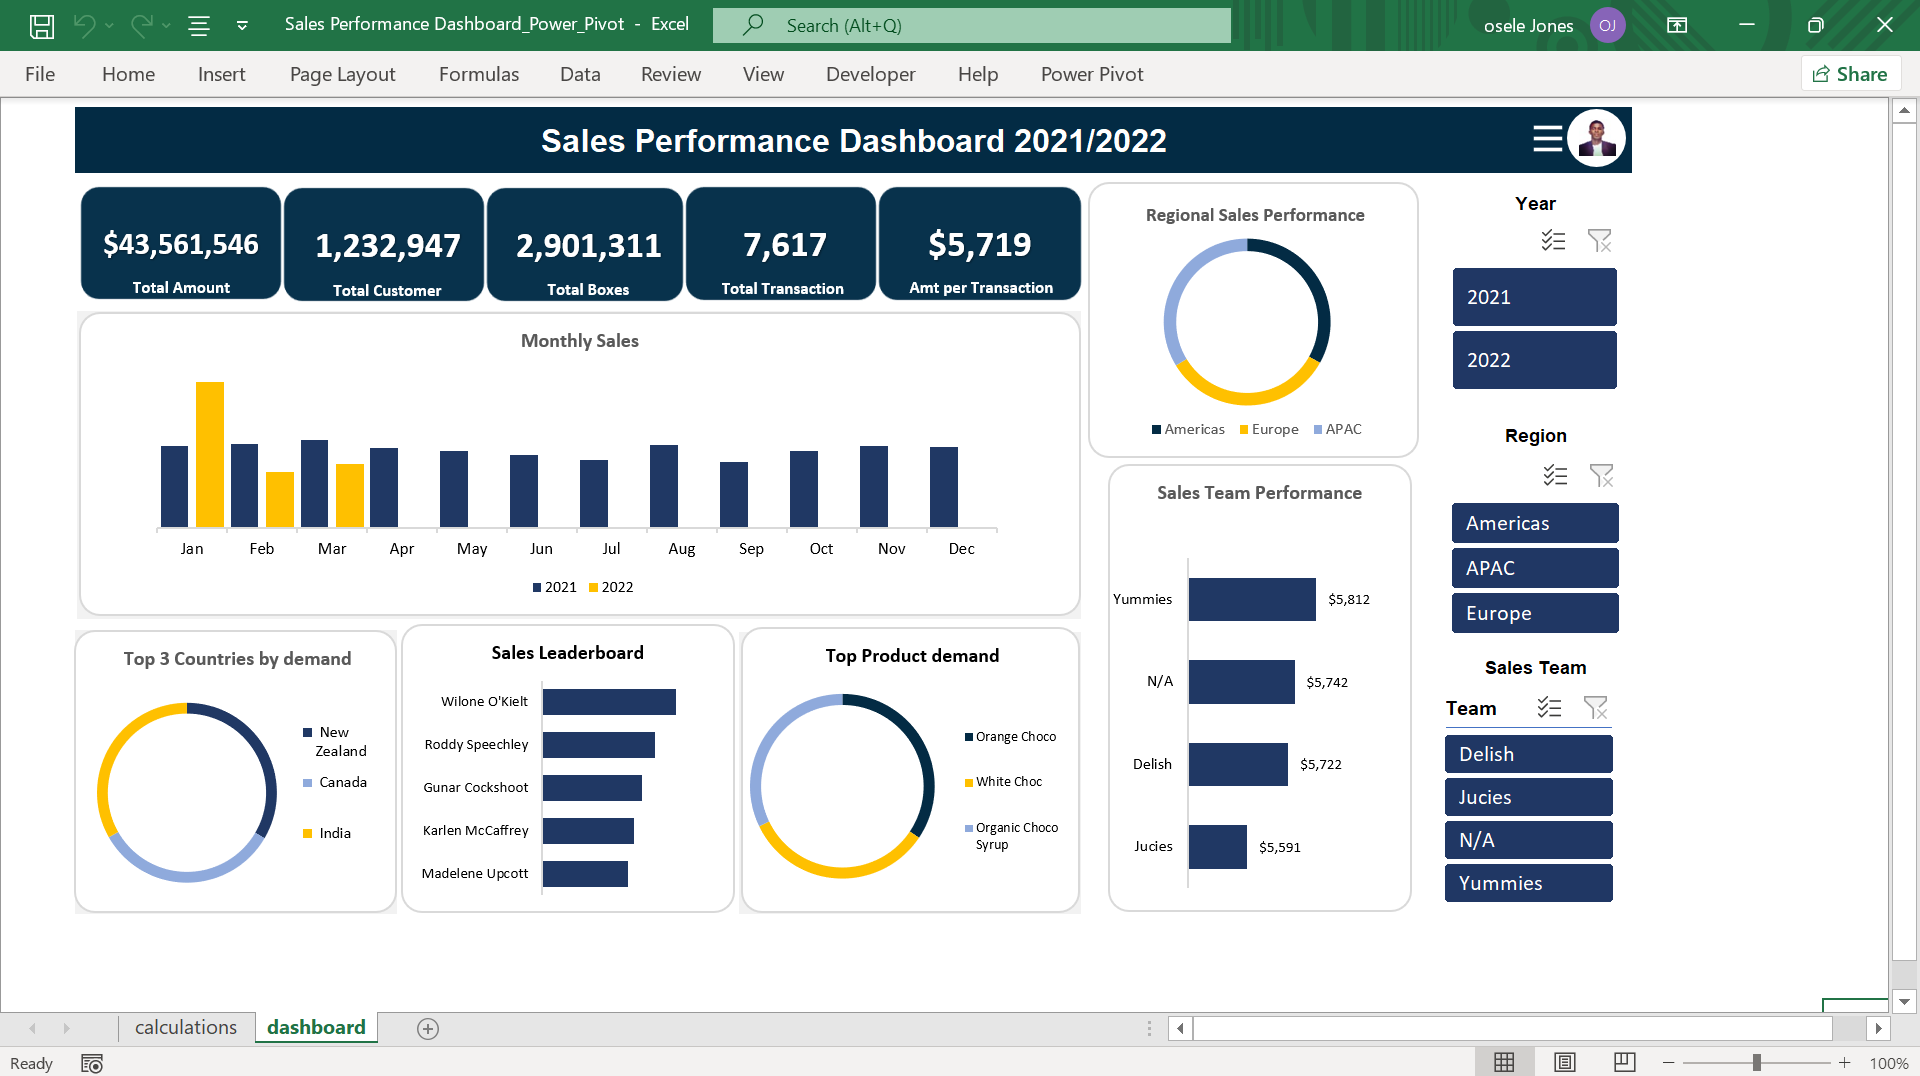 Sales Performance Dashboard_Power_Pivot - Excel
Search (Alt+Q)
osele Jones
OJ
File Home Insert Page Layout Formulas Data Review View Developer Help Power Pivot
Share
Sales Performance Dashboard 2021/2022
$43,561,546
Total Amount
1,232,947
Total Customer
2,901,311
Total Boxes
7,617
Total Transaction
$5,719
Amt per Transaction
Monthly Sales
Jan Feb Mar Apr May Jun Jul Aug Sep Oct Nov Dec
2021 2022
Regional Sales Performance
Americas Europe APAC
Year
2021
2022
Region
Americas
APAC
Europe
Sales Team
Team
Delish
Jucies
N/A
Yummies
Top 3 Countries by demand
New
Zealand
Canada
India
Sales Leaderboard
Wilone O'Kielt
Roddy Speechley
Gunar Cockshoot
Karlen McCaffrey
Madelene Upcott
Top Product demand
Orange Choco
White Choc
Organic Choco
Syrup
Sales Team Performance
Yummies $5,812
N/A $5,742
Delish $5,722
Jucies $5,591
calculations dashboard
Ready
100%